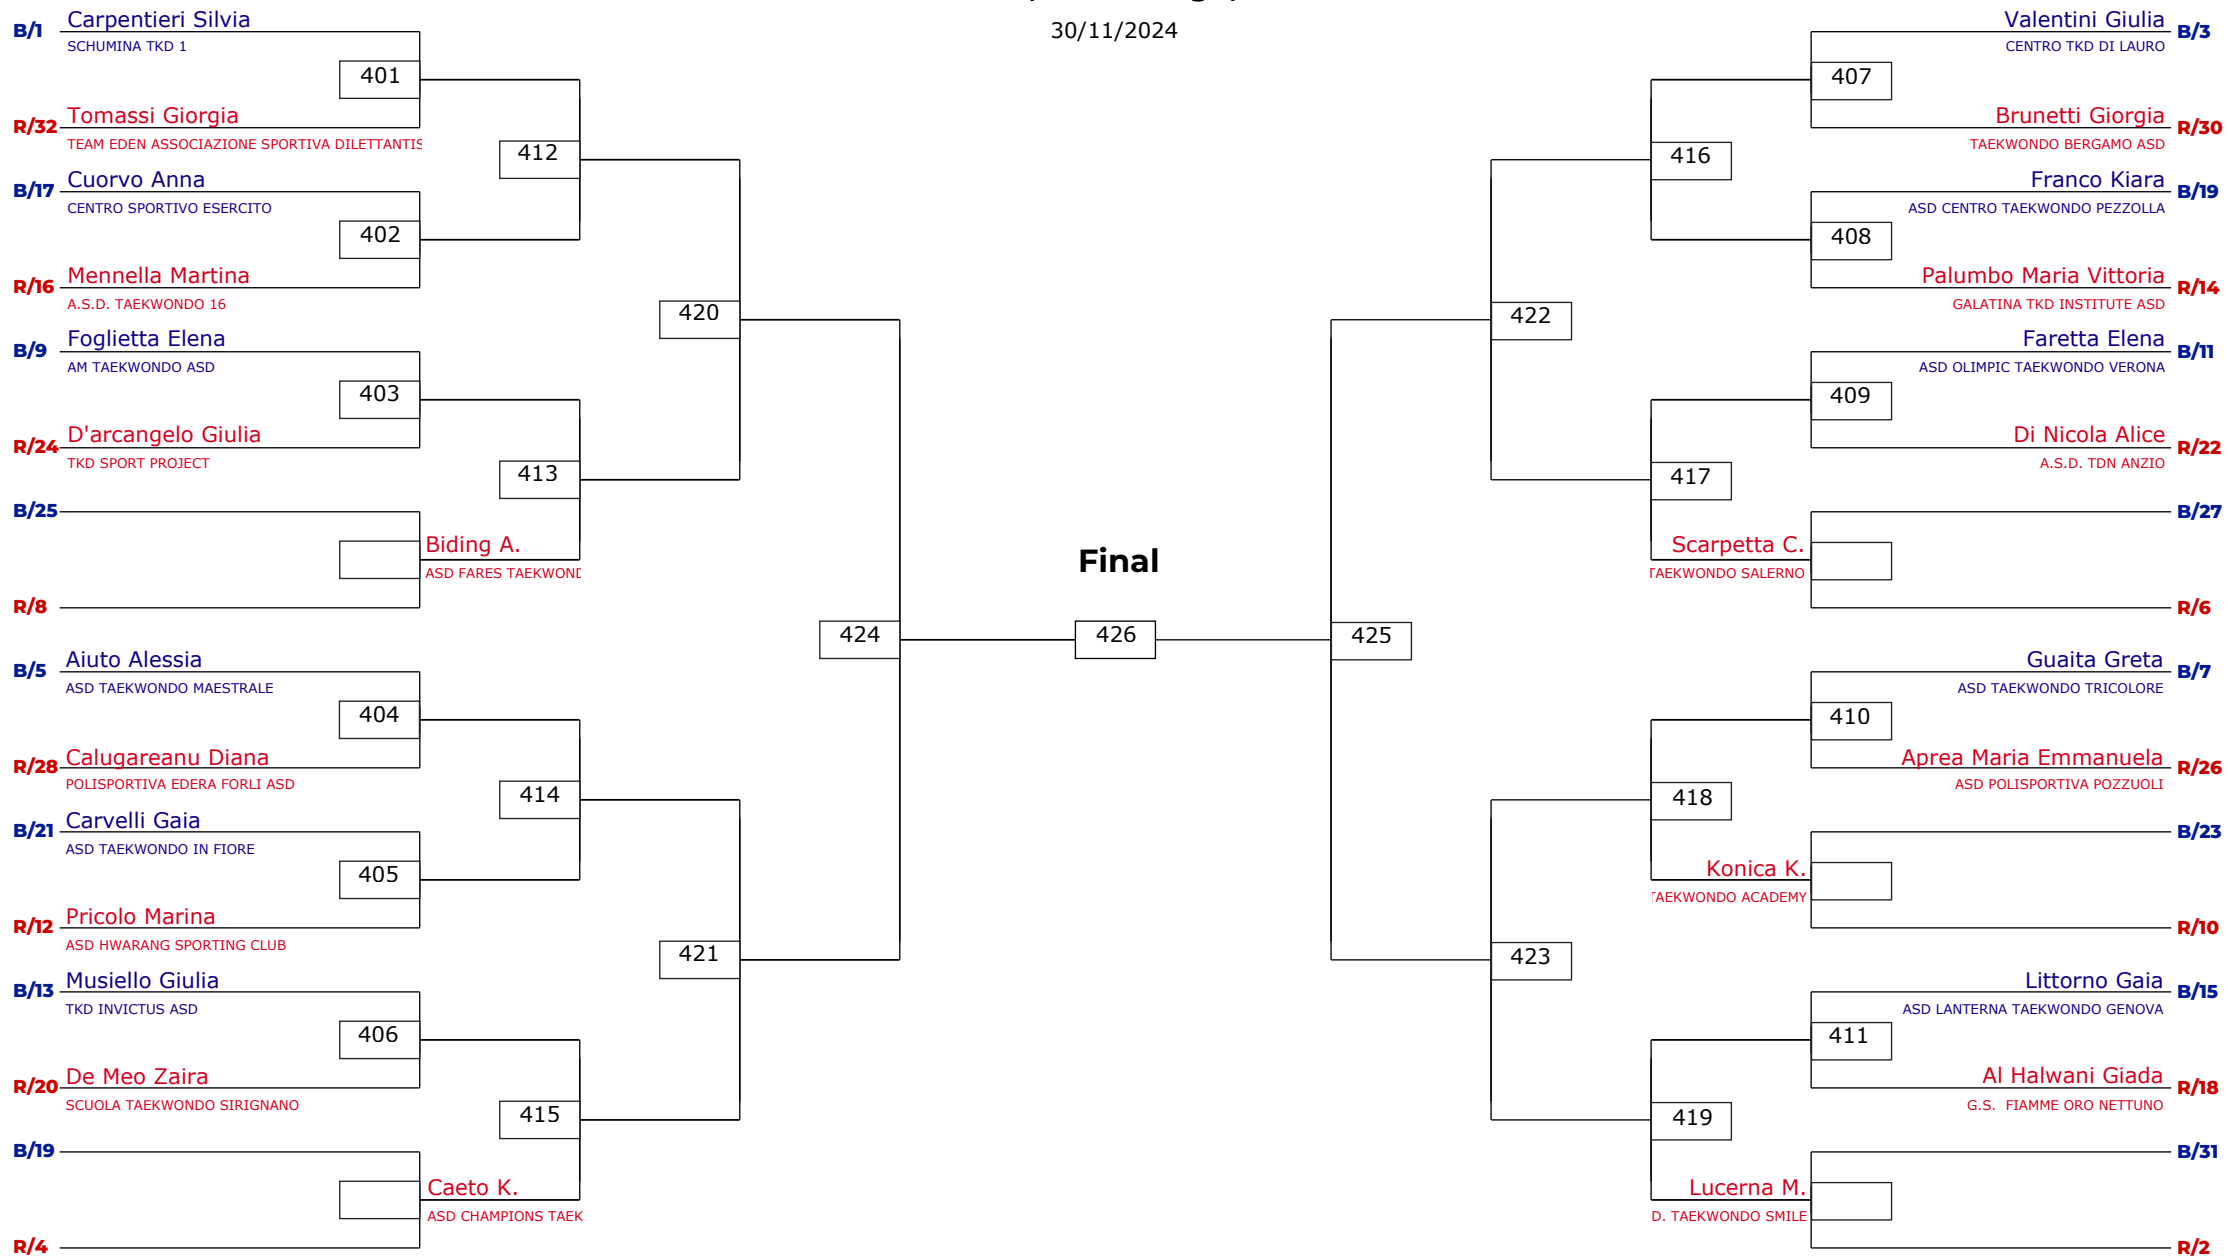 30/11/2024
B/1 Carpentieri Silvia
SCHUMINA TKD 1
401
R/32 Tomassi Giorgia
TEAM EDEN ASSOCIAZIONE SPORTIVA DILETTANTIS
412
B/17 Cuorvo Anna
CENTRO SPORTIVO ESERCITO
402
R/16 Mennella Martina
A.S.D. TAEKWONDO 16
420
B/9 Foglietta Elena
AM TAEKWONDO ASD
403
R/24 D'arcangelo Giulia
TKD SPORT PROJECT
413
B/25
Biding A.
ASD FARES TAEKWOND
R/8
424
B/5 Aiuto Alessia
ASD TAEKWONDO MAESTRALE
404
R/28 Calugareanu Diana
POLISPORTIVA EDERA FORLI ASD
414
B/21 Carvelli Gaia
ASD TAEKWONDO IN FIORE
405
R/12 Pricolo Marina
ASD HWARANG SPORTING CLUB
421
B/13 Musiello Giulia
TKD INVICTUS ASD
406
R/20 De Meo Zaira
SCUOLA TAEKWONDO SIRIGNANO
415
B/19
Caeto K.
ASD CHAMPIONS TAEK
R/4
Final
426
Valentini Giulia B/3
CENTRO TKD DI LAURO
407
Brunetti Giorgia R/30
TAEKWONDO BERGAMO ASD
416
Franco Kiara B/19
ASD CENTRO TAEKWONDO PEZZOLLA
408
Palumbo Maria Vittoria R/14
GALATINA TKD INSTITUTE ASD
422
Faretta Elena B/11
ASD OLIMPIC TAEKWONDO VERONA
409
Di Nicola Alice R/22
A.S.D. TDN ANZIO
417
B/27
Scarpetta C.
TAEKWONDO SALERNO
R/6
425
Guaita Greta B/7
ASD TAEKWONDO TRICOLORE
410
Aprea Maria Emmanuela R/26
ASD POLISPORTIVA POZZUOLI
418
B/23
Konica K.
TAEKWONDO ACADEMY
R/10
423
Littorno Gaia B/15
ASD LANTERNA TAEKWONDO GENOVA
411
Al Halwani Giada R/18
G.S. FIAMME ORO NETTUNO
419
B/31
Lucerna M.
D. TAEKWONDO SMILE
R/2